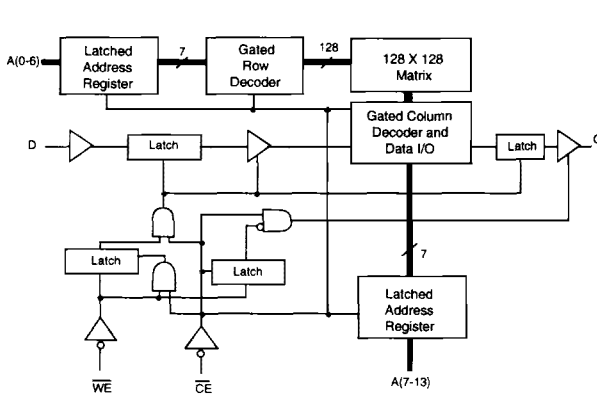 A(0-6)
Latched
Address
Register
7
Gated
Row
Decoder
128
128 X 128
Matrix
D
Latch
Gated Column
Decoder and
Data I/O
Latch
Latch
Latch
7
Latched
Address
Register
WE
CE
A(7-13)